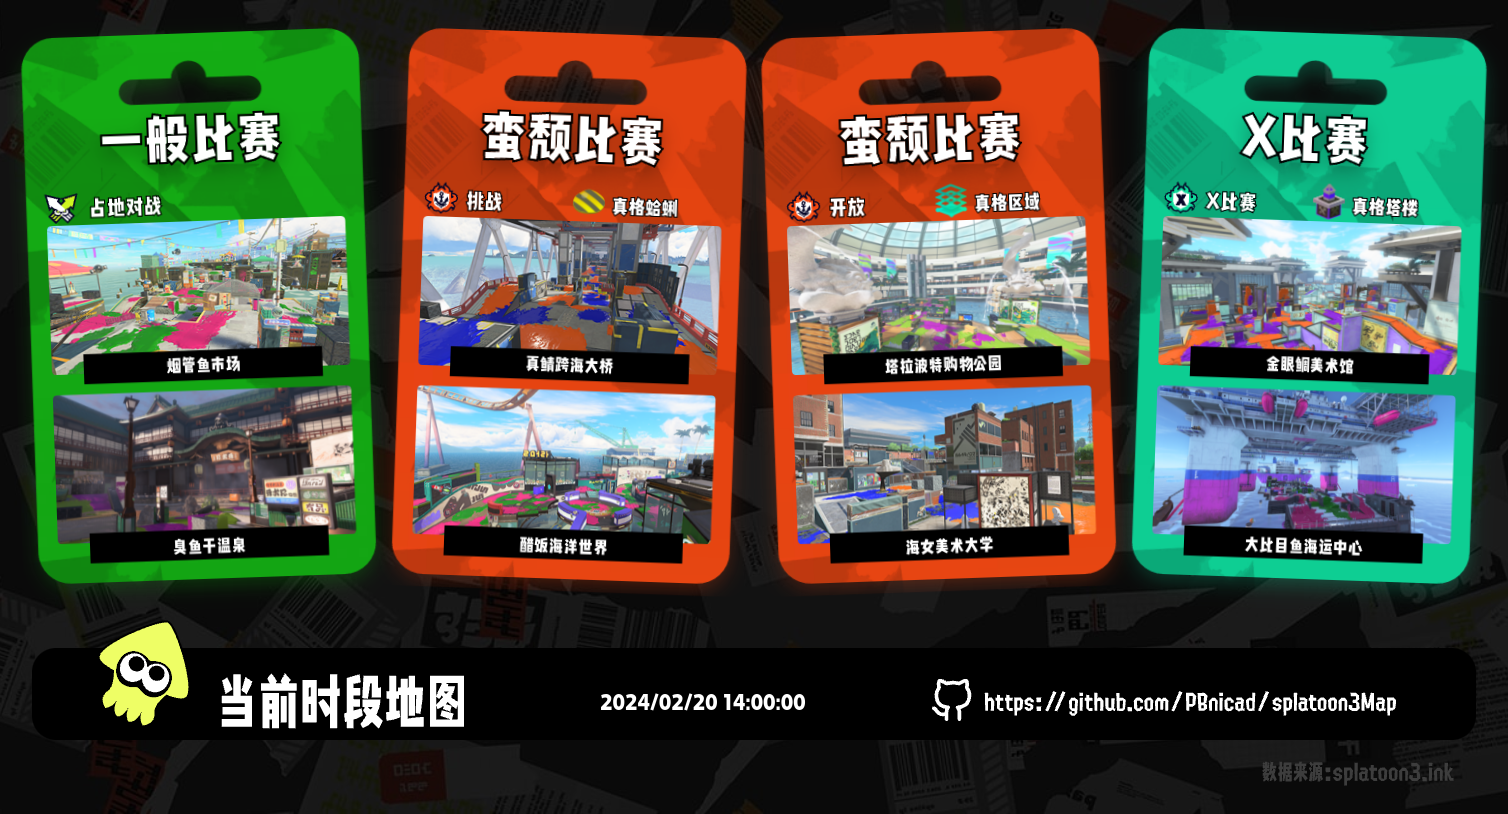 一般比赛
占地对战
烟管鱼市场
臭鱼干温泉
蛮颓比赛
挑战
真格蛤蜊
真鲭跨海大桥
醋饭海洋世界
蛮颓比赛
开放
真格区域
塔拉波特购物公园
海女美术大学
X比赛
X比赛
真格塔楼
金眼鲷美术馆
大比目鱼海运中心
当前时段地图
2024/02/20 14:00:00
https://github.com/PBnicad/splatoon3Map
数据来源:splatoon3.ink